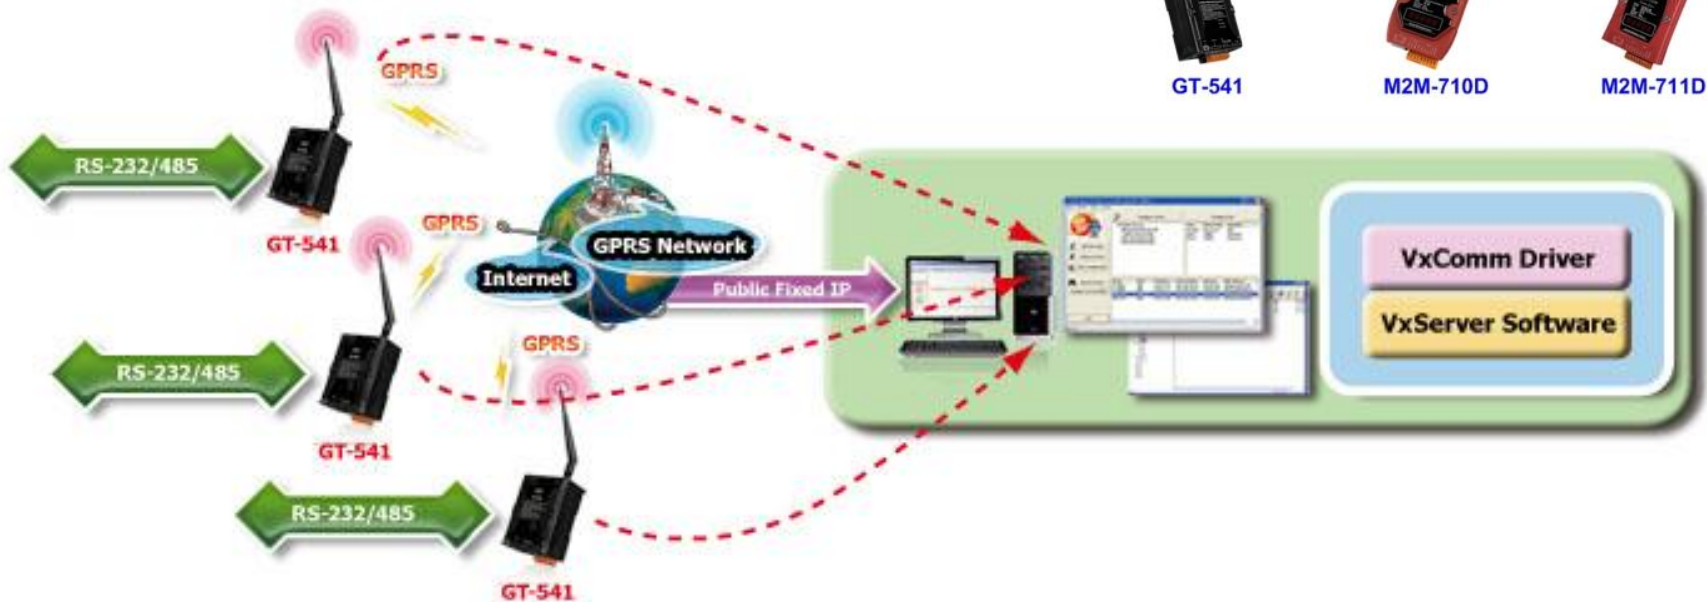 GPRS
GT-541
M2M-710D
M2M-711D
RS-232/485
GT-541
GPRS
GPRS Network
Internet
Public Fixed IP
VxComm Driver
VxServer Software
GPRS
RS-232/485
GT-541
RS-232/485
GT-541